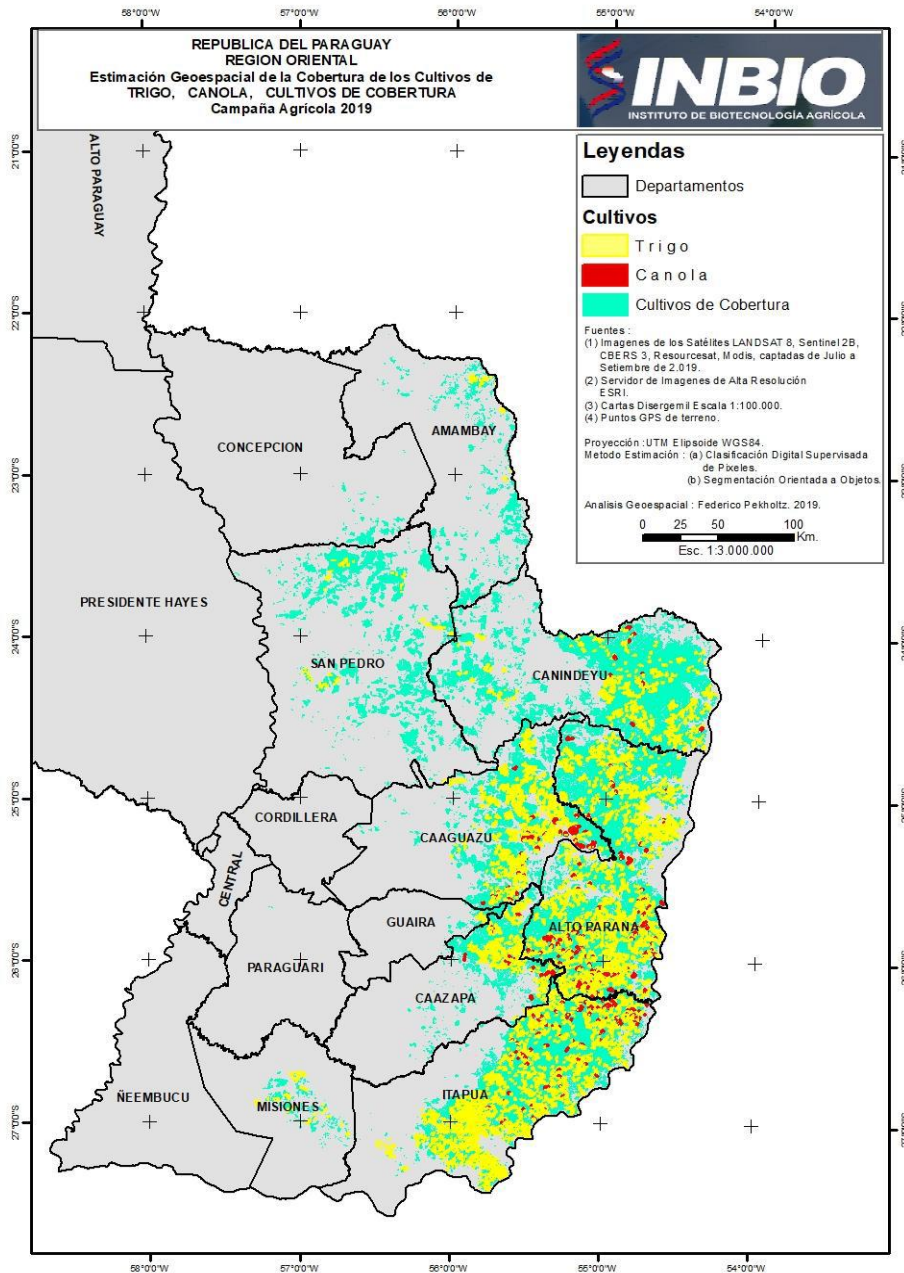 58°0'0"W 57°0'0"W 56°0'0"W 55°0'0"W 54°0'0"W
REPUBLICA DEL PARAGUAY
REGION ORIENTAL
Estimación Geoespacial de la Cobertura de los Cultivos de
TRIGO, CANOLA, CULTIVOS DE COBERTURA
Campaña Agrícola 2019
INBIO
INSTITUTO DE BIOTECNOLOGÍA AGRÍCOLA
Leyendas
Departamentos
Cultivos
Trigo
Canola
Cultivos de Cobertura
Fuentes :
(1) Imagenes de los Satélites LANDSAT 8, Sentinel 2B,
CBERS 3, Resourcesat, Modis, captadas de Julio a
Setiembre de 2.019.
(2) Servidor de Imagenes de Alta Resolución
ESRI.
(3) Cartas Disergemil Escala 1:100.000.
(4) Puntos GPS de terreno.
Proyección :UTM Elipsoide WGS84.
Metodo Estimación : (a) Clasificación Digital Supervisada
de Pixeles.
(b) Segmentación Orientada a Objetos.
Analisis Geoespacial : Federico Pekholtz. 2019.
0 25 50 100
Km.
Esc. 1:3.000.000
ALTO PARAGUAY
AMAMBAY
CONCEPCION
PRESIDENTE HAYES
SAN PEDRO
CANINDEYU
CORDILLERA
CAAGUAZU
CENTRAL
GUAIRA
ALTO PARANA
PARAGUARI
CAAZAPA
ÑEEMBUCU
MISIONES
ITAPUA
21°0'0"S
22°0'0"S
23°0'0"S
24°0'0"S
25°0'0"S
26°0'0"S
27°0'0"S
58°0'0"W 57°0'0"W 56°0'0"W 55°0'0"W 54°0'0"W